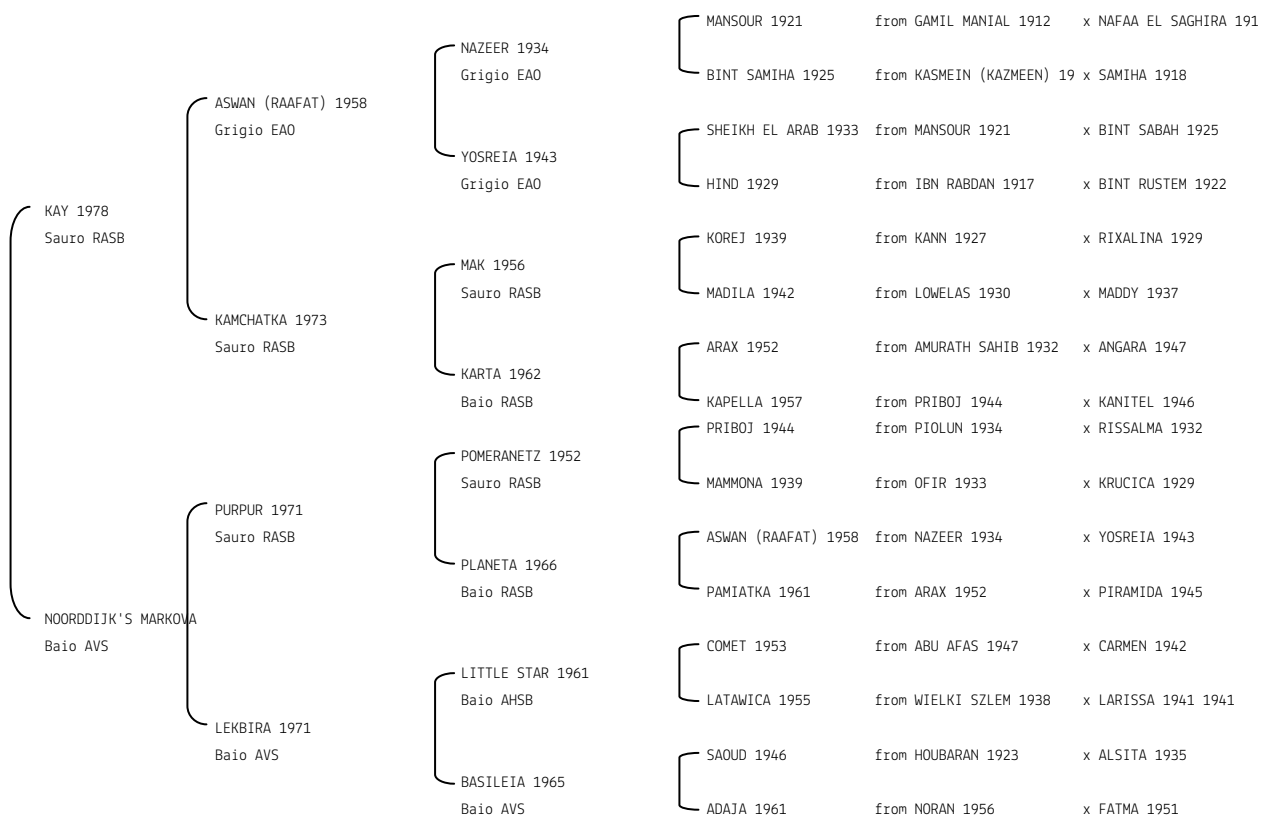 MANSOUR 1921 from GAMIL MANIAL 1912 x NAFAA EL SAGHIRA 191
NAZEER 1934
Grigio EAO BINT SAMIHA 1925 from KASMEIN (KAZMEEN) 19 x SAMIHA 1918
ASWAN (RAAFAT) 1958
Grigio EAO SHEIKH EL ARAB 1933 from MANSOUR 1921 x BINT SABAH 1925
YOSREIA 1943
Grigio EAO HIND 1929 from IBN RABDAN 1917 x BINT RUSTEM 1922
KAY 1978
Sauro RASB KOREJ 1939 from KANN 1927 x RIXALINA 1929
MAK 1956
Sauro RASB MADILA 1942 from LOWELAS 1930 x MADDY 1937
KAMCHATKA 1973
Sauro RASB ARAX 1952 from AMURATH SAHIB 1932 x ANGARA 1947
KARTA 1962
Baio RASB KAPELLA 1957 from PRIBOJ 1944 x KANITEL 1946
PRIBOJ 1944 from PIOLUN 1934 x RISSALMA 1932
POMERANETZ 1952
Sauro RASB MAMMONA 1939 from OFIR 1933 x KRUCICA 1929
PURPUR 1971
Sauro RASB ASWAN (RAAFAT) 1958 from NAZEER 1934 x YOSREIA 1943
PLANETA 1966
Baio RASB PAMIATKA 1961 from ARAX 1952 x PIRAMIDA 1945
NOORDDIJK'S MARKOVA
Baio AVS COMET 1953 from ABU AFAS 1947 x CARMEN 1942
LITTLE STAR 1961
Baio AHSB LATAWICA 1955 from WIELKI SZLEM 1938 x LARISSA 1941 1941
LEKBIRA 1971
Baio AVS SAOUD 1946 from HOUBARAN 1923 x ALSITA 1935
BASILEIA 1965
Baio AVS ADAJA 1961 from NORAN 1956 x FATMA 1951